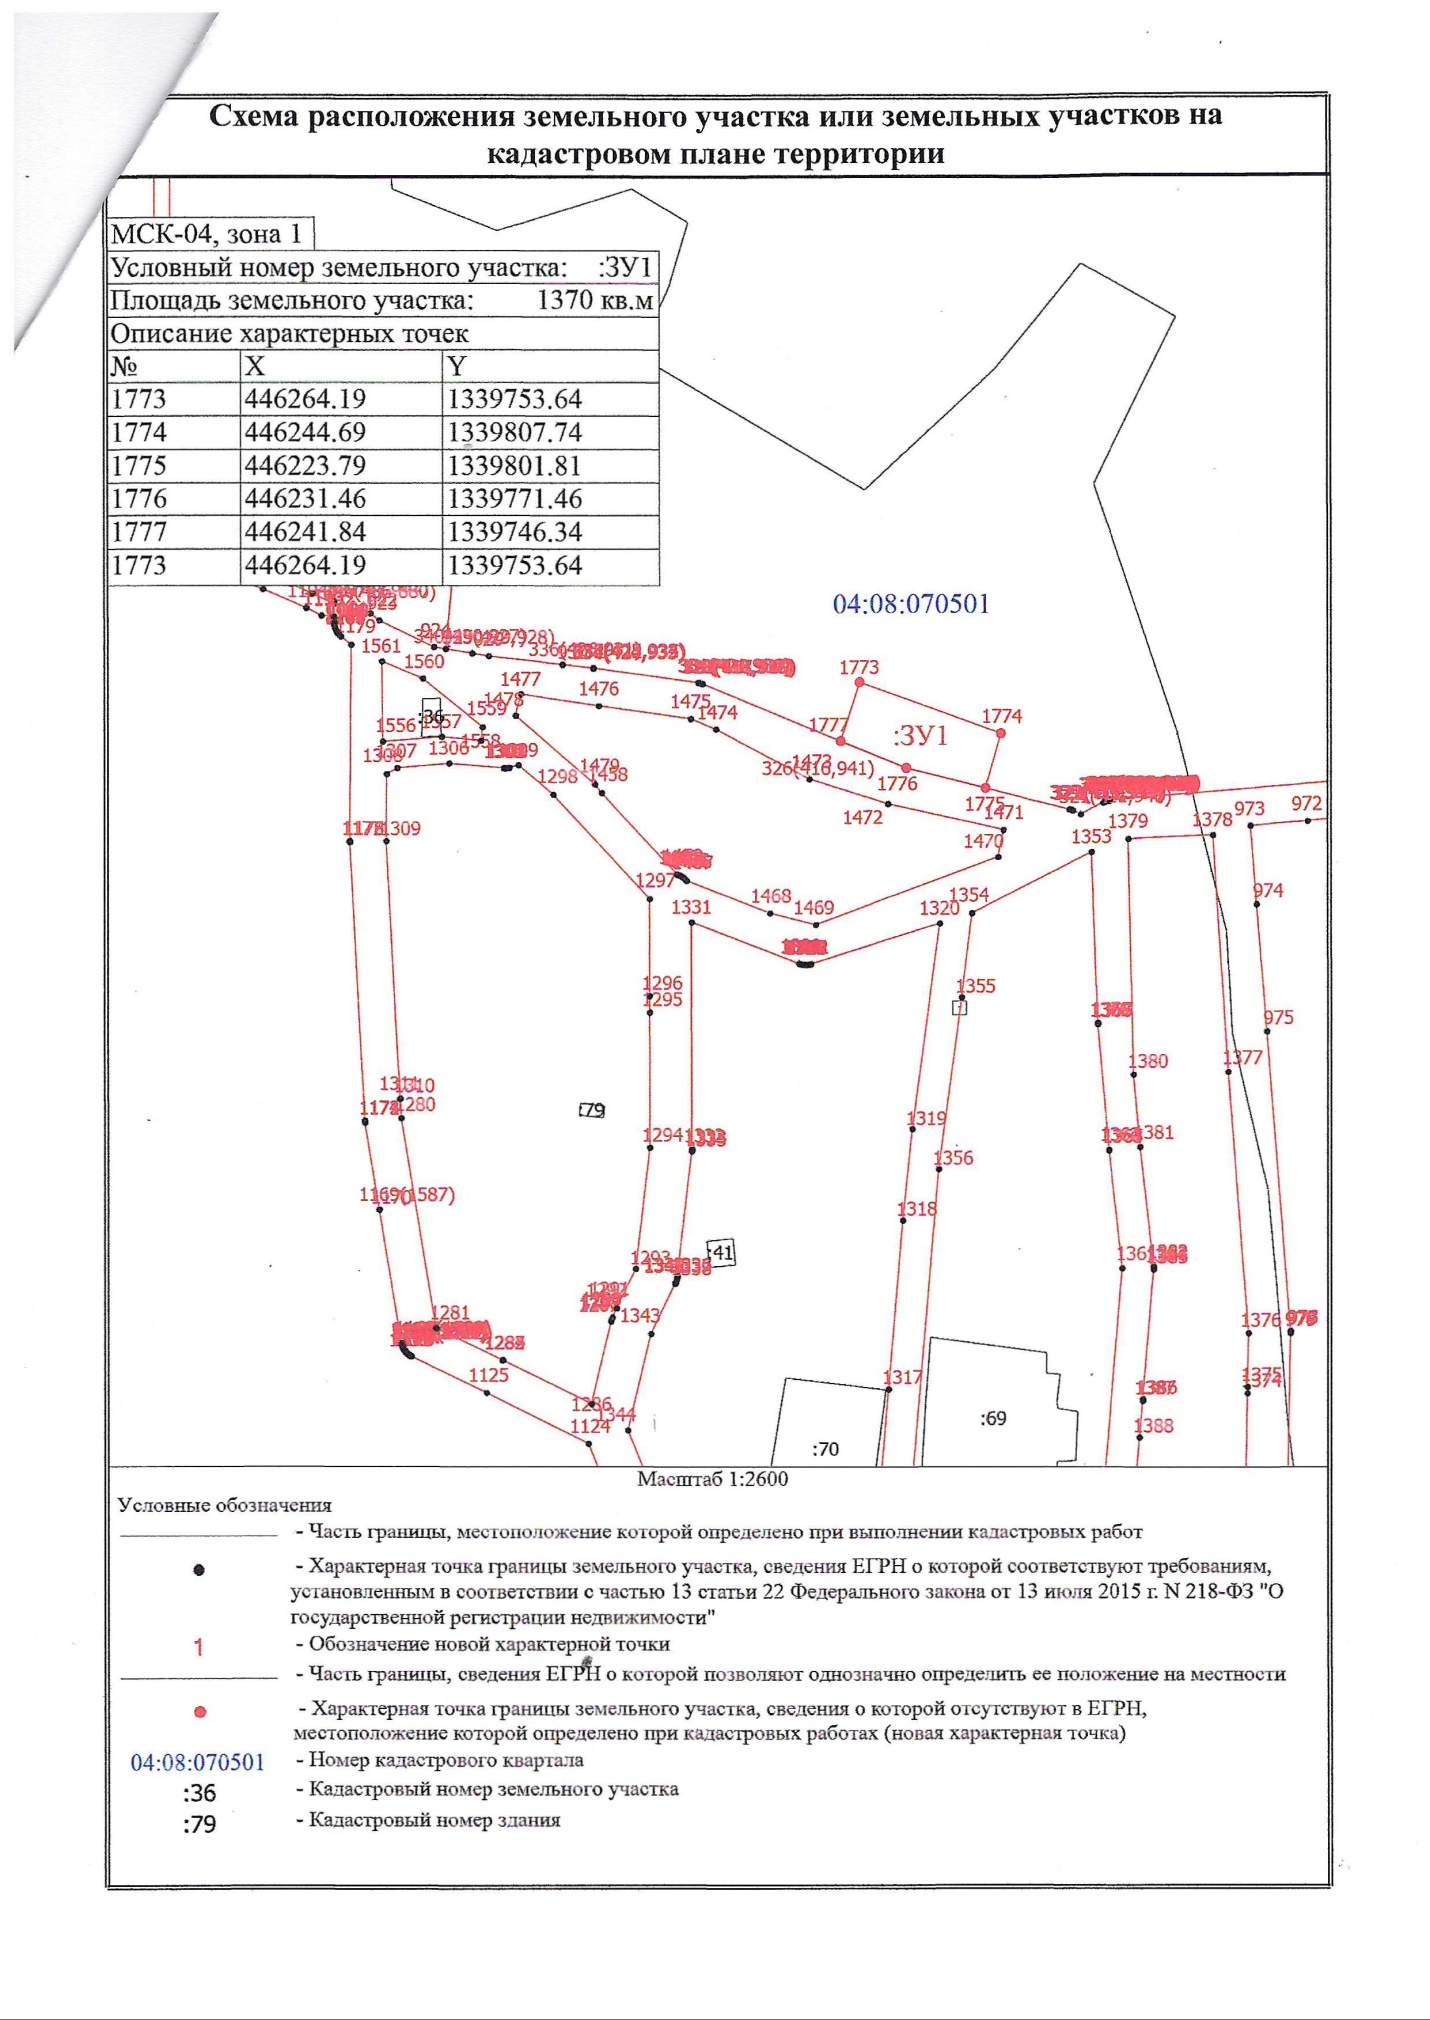 Схема расположения земельного участка или земельных участков на
кадастровом плане территории
МСК-04, зона 1
Условный номер земельного участка: :ЗУ1
Площадь земельного участка: 1370 кв.м
Описание характерных точек
№ X Y
1773 446264.19 1339753.64
1774 446244.69 1339807.74
1775 446223.79 1339801.81
1776 446231.46 1339771.46
1777 446241.84 1339746.34
1773 446264.19 1339753.64
04:08:070501
1179
1561
1560
924
1477
1478
1476
1475
1474
1773
1774
1777
:ЗУ1
1776
1775
1473
326(416,941)
1472
1471
1470
:36
1556
1557
1559
1558
1307
1308
1306
1298
1479
1458
1309
1297
1468
1469
1331
1320
1354
1353
1379
1378
973
972
974
975
1296
1295
1355
1380
1377
1311
1310
1280
:79
1294
1319
1356
1381
1169(1587)
1170
1318
1293
:41
1343
1281
1125
1286
1344
1124
1317
:70
:69
1376
1375
1374
1388
Масштаб 1:2600
Условные обозначения
- Часть границы, местоположение которой определено при выполнении кадастровых работ
- Характерная точка границы земельного участка, сведения ЕГРН о которой соответствуют требованиям,
установленным в соответствии с частью 13 статьи 22 Федерального закона от 13 июля 2015 г. N 218-ФЗ "О
государственной регистрации недвижимости"
1 - Обозначение новой характерной точки
- Часть границы, сведения ЕГРН о которой позволяют однозначно определить ее положение на местности
- Характерная точка границы земельного участка, сведения о которой отсутствуют в ЕГРН,
местоположение которой определено при кадастровых работах (новая характерная точка)
04:08:070501 - Номер кадастрового квартала
:36 - Кадастровый номер земельного участка
:79 - Кадастровый номер здания